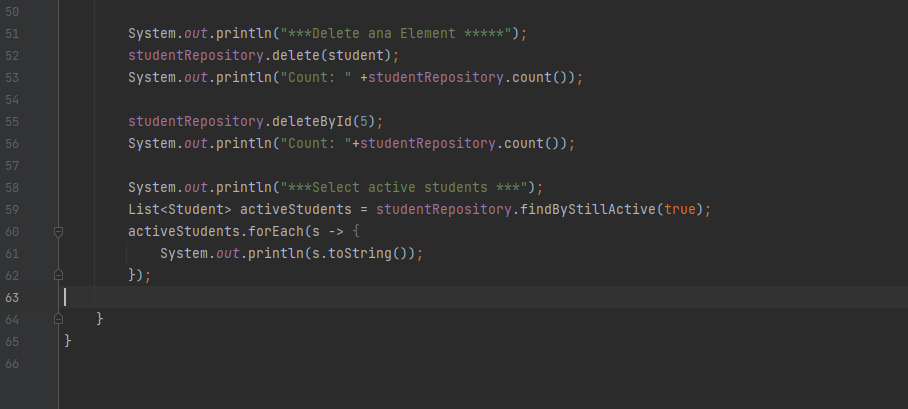 50
51 System.out.println("***Delete ana Element *****");
52 studentRepository.delete(student);
53 System.out.println("Count: " +studentRepository.count());
54
55 studentRepository.deleteById(5);
56 System.out.println("Count: "+studentRepository.count());
57
58 System.out.println("***Select active students ***");
59 List<Student> activeStudents = studentRepository.findByStillActive(true);
60 activeStudents.forEach(s -> {
61 System.out.println(s.toString());
62 });
63
64 }
65 }
66